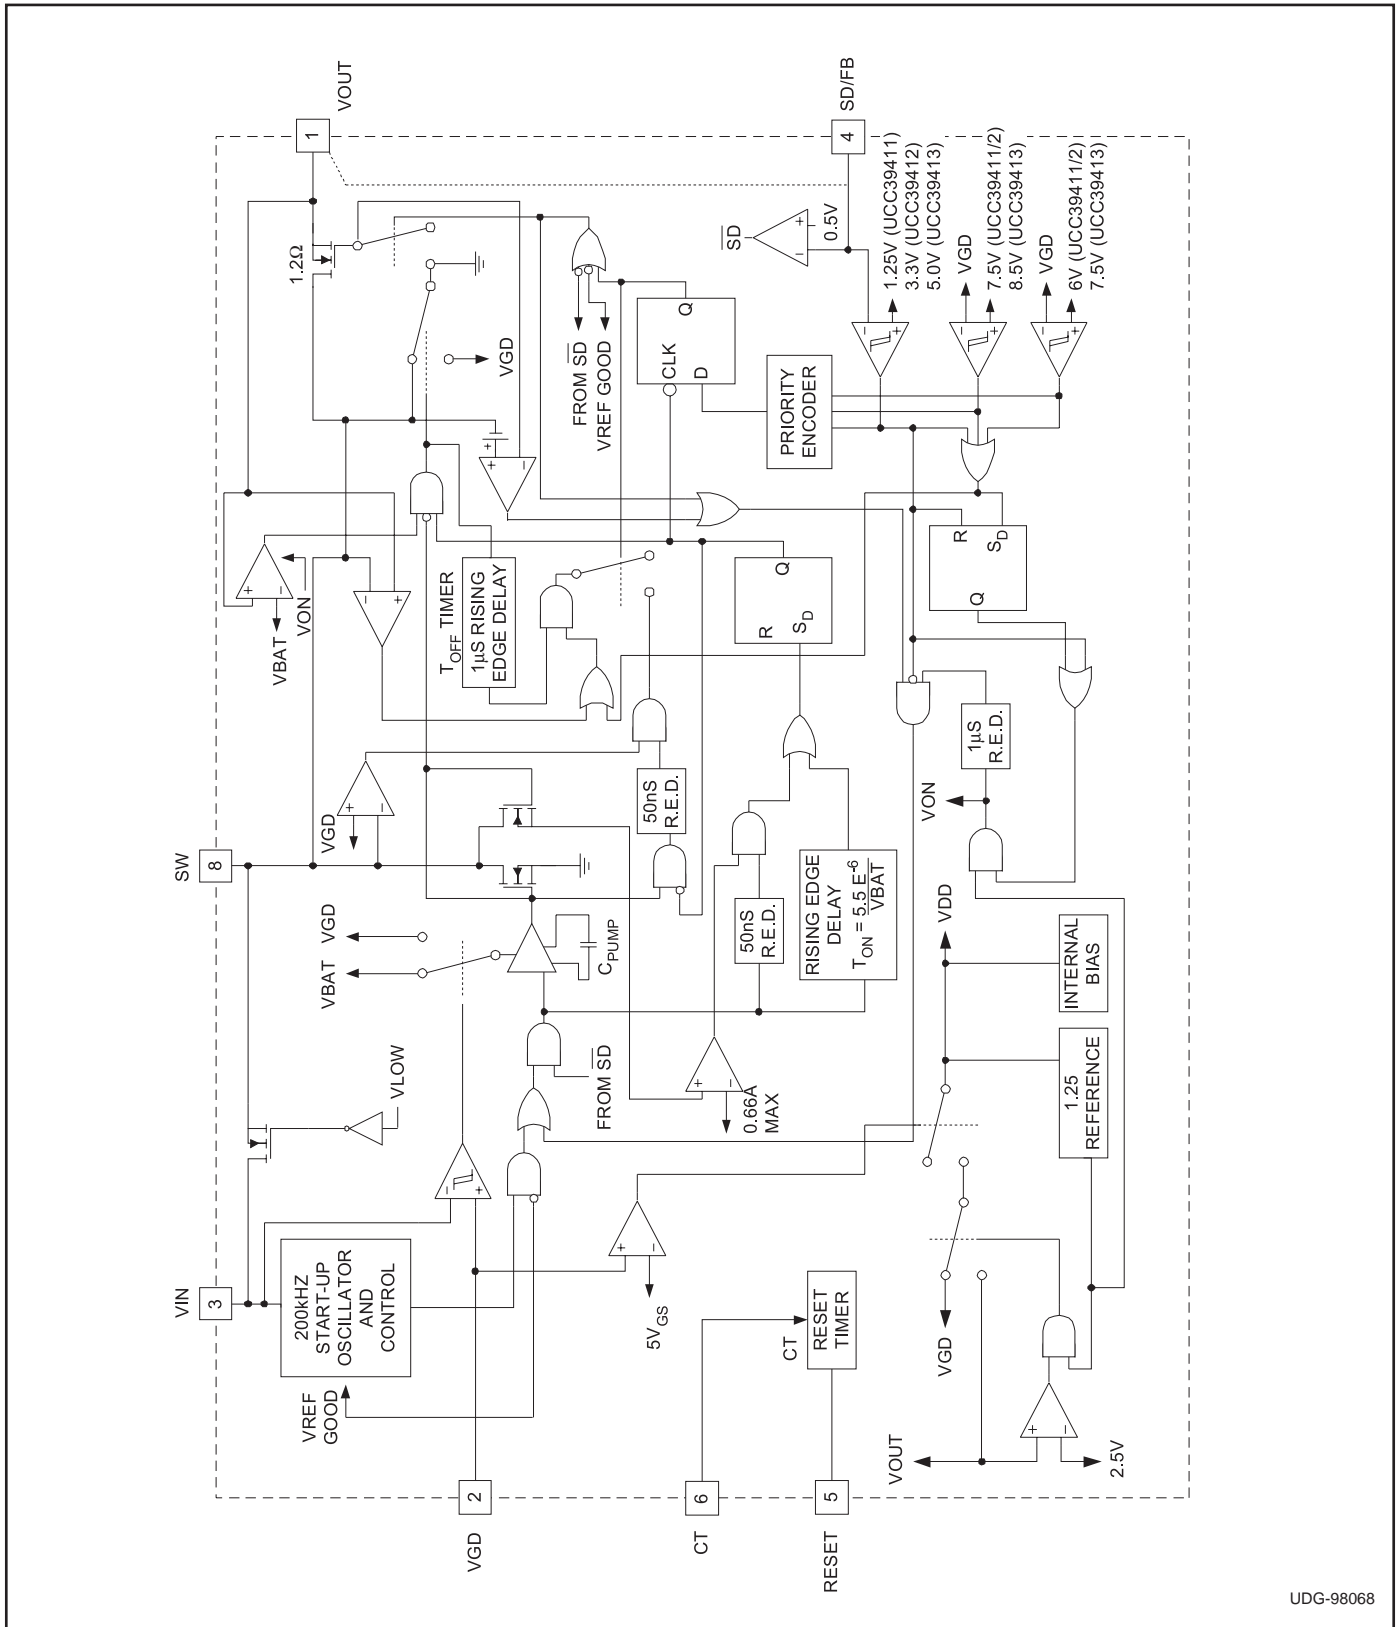 VOUT
1
SD/FB
4
1.2Ω
SD
0.5V
+
−
1.25V (UCC39411)
3.3V (UCC39412)
5.0V (UCC39413)
VGD
7.5V (UCC39411/2)
8.5V (UCC39413)
VGD
6V (UCC39411/2)
7.5V (UCC39413)
−
+
−
+
−
+
VGD
FROM SD
VREF GOOD
Q
CLK
D
PRIORITY
ENCODER
+
+
−
+
−
VON
VBAT
−
+
TOFF TIMER
1µS RISING
EDGE DELAY
Q
R
SD
R
SD
Q
1µS
R.E.D.
VON
+
−
VGD
50nS
R.E.D.
SW
8
VGD
VBAT
CPUMP
50nS
R.E.D.
RISING EDGE
DELAY
TON = 5.5 E-6
VBAT
VDD
INTERNAL
BIAS
VLOW
FROM SD
+
−
0.66A
MAX
1.25
REFERENCE
−
+
VIN
3
200kHZ
START-UP
OSCILLATOR
AND
CONTROL
VREF
GOOD
+
−
5VGS
CT
RESET
TIMER
VGD
VOUT
+
−
2.5V
2
VGD
6
CT
5
RESET
UDG-98068